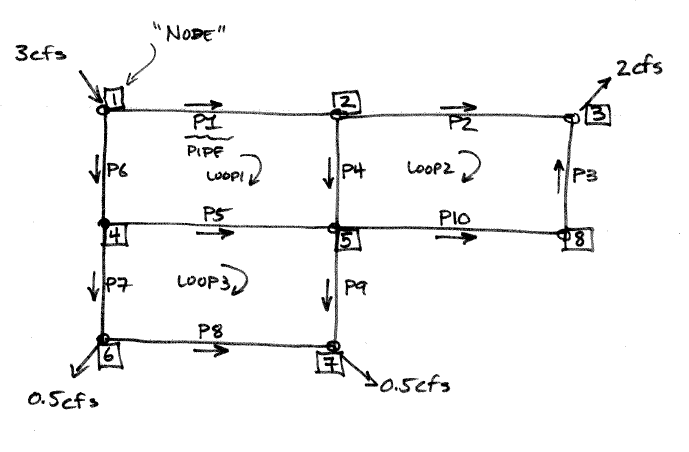 "NODE"
3cfs
1
2
2cfs
3
P1
PIPE
P2
P6
LOOP1
P4
LOOP2
P3
P5
P10
4
5
8
P7
LOOP3
P9
P8
6
7
0.5cfs
0.5cfs